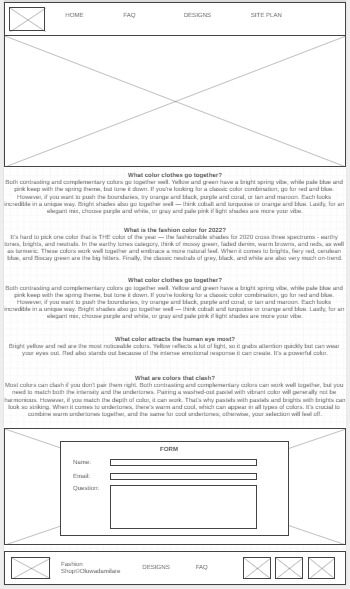 HOME FAQ DESIGNS SITE PLAN
What color clothes go together?
Both contrasting and complementary colors go together well. Yellow and green have a bright spring vibe, while pale blue and
pink keep with the spring theme, but tone it down. If you're looking for a classic color combination, go for red and blue.
However, if you want to push the boundaries, try orange and black, purple and coral, or tan and maroon. Each looks
incredible in a unique way. Bright shades also go together well — think cobalt and turquoise or orange and blue. Lastly, for an
elegant mix, choose purple and white, or gray and pale pink if light shades are more your vibe.
What is the fashion color for 2022?
It's hard to pick one color that is THE color of the year — the fashionable shades for 2020 cross three spectrums - earthy
tones, brights, and neutrals. In the earthy tones category, think of mossy green, faded denim, warm browns, and reds, as well
as teracotta. These colors work well together and embrace a more natural feel. When it comes to bright colors, tangerine, red,
blue, and Biscay green are the big hitters. Finally, the classic neutrals of grey, black, and white are also very much on-trend.
What color clothes go together?
Both contrasting and complementary colors go together well. Yellow and green have a bright spring vibe, while pale blue and
pink keep with the spring theme, but tone it down. If you're looking for a classic color combination, go for red and blue.
However, if you want to push the boundaries, try orange and black, purple and coral, or tan and maroon. Each looks
incredible in a unique way. Bright shades also go together well — think cobalt and turquoise or orange and blue. Lastly, for an
elegant mix, choose purple and white, or gray and pale pink if light shades are more your vibe.
What color attracts the human eye most?
Bright yellow and red are the most noticeable colors. Yellow reflects a lot of light, so it grabs attention quickly but can wear
your eyes out. Red also stands out because of the intense emotional response it can create. It's a powerful color.
What are colors that clash?
Most colors can clash if you don't pair them right. Both contrasting and complementary colors can work well together, but you
need to match both the intensity and the undertones. Pairing a washed-out pastel with vibrant color will generally not be
harmonious. However, if you match the depth of color, it can work. That's why pastels with pastels and brights with brights can
look so striking. When it comes to undertones, there's warm and cool, which can appear in all types of colors. It's crucial to
combine warm undertones with other warm undertones, and the same for cool undertones; otherwise, your selection will feel off.
FORM
Name:
Email:
Question:
Fashion
Shop©Oluwadamilare DESIGNS FAQ